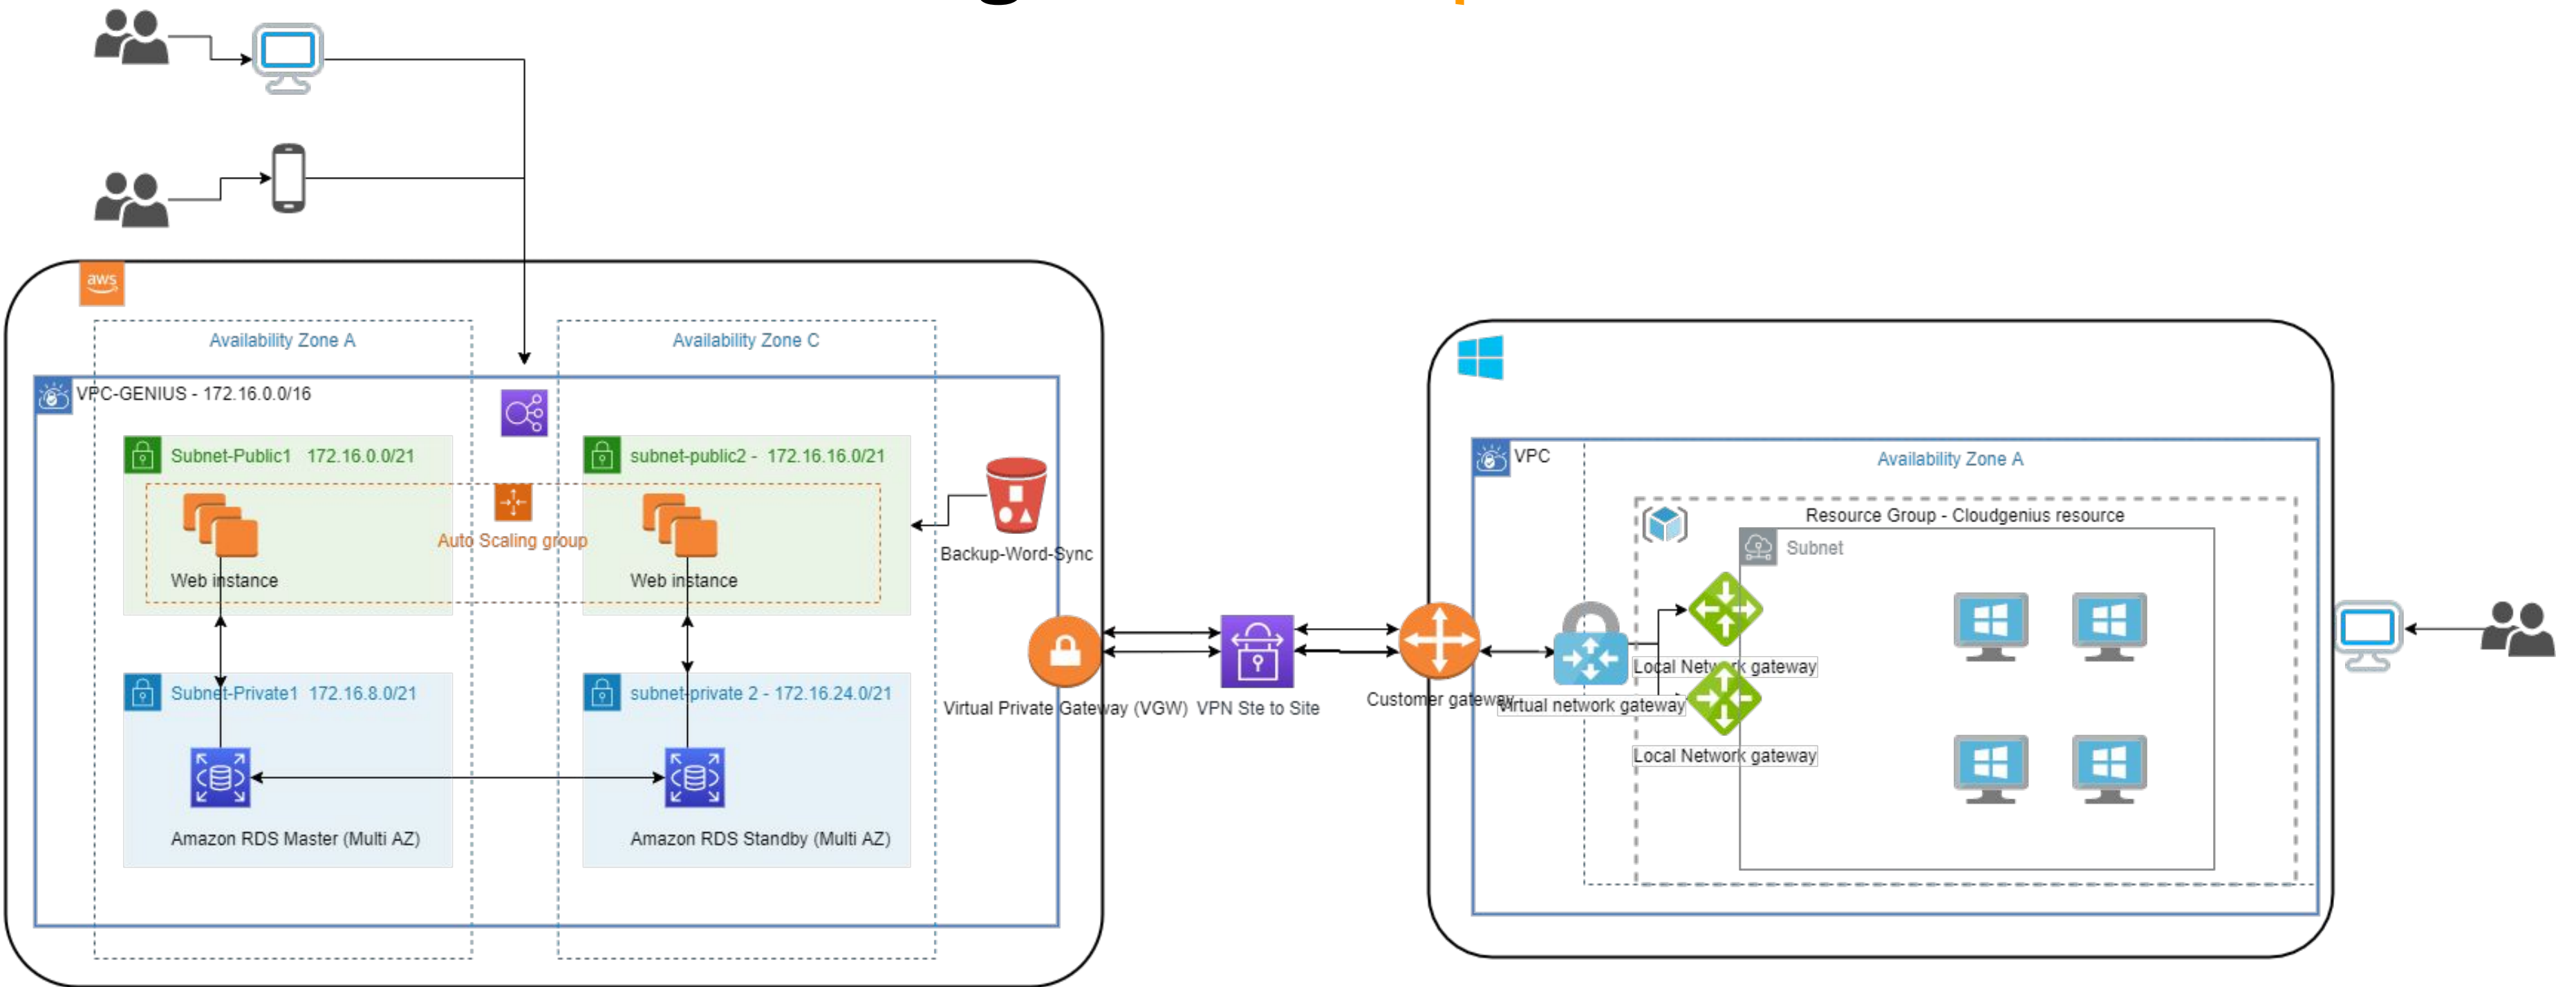 aws
Availability Zone A
Availability Zone C
VPC-GENIUS - 172.16.0.0/16
Subnet-Public1 172.16.0.0/21
subnet-public2 - 172.16.16.0/21
Auto Scaling group
Web instance
Web instance
Backup-Word-Sync
Subnet-Private1 172.16.8.0/21
subnet-private 2 - 172.16.24.0/21
Virtual Private Gateway (VGW)
VPN Ste to Site
Amazon RDS Master (Multi AZ)
Amazon RDS Standby (Multi AZ)
VPC
Availability Zone A
Resource Group - Cloudgenius resource
Subnet
Local Network gateway
Customer gateway
Virtual network gateway
Local Network gateway